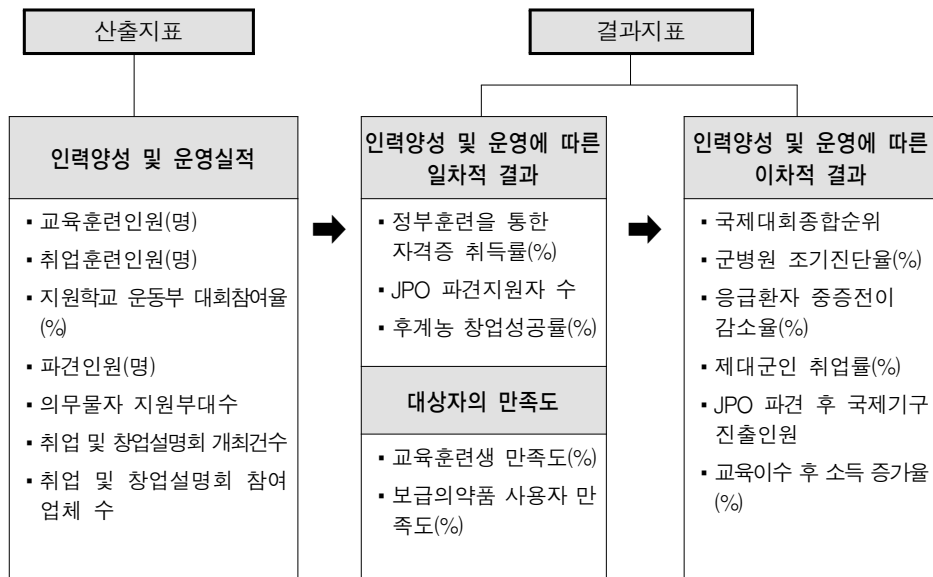 산출지표
결과지표
인력양성 및 운영실적
▪ 교육훈련인원(명)
▪ 취업훈련인원(명)
▪ 지원학교 운동부 대회참여율
(%)
▪ 파견인원(명)
▪ 의무물자 지원부대수
▪ 취업 및 창업설명회 개최건수
▪ 취업 및 창업설명회 참여
업체 수
인력양성 및 운영에 따른
일차적 결과
▪ 정부훈련을 통한
자격증 취득률(%)
▪ JPO 파견지원자 수
▪ 후계농 창업성공률(%)
대상자의 만족도
▪ 교육훈련생 만족도(%)
▪ 보급의약품 사용자 만
족도(%)
인력양성 및 운영에 따른
이차적 결과
▪ 국제대회종합순위
▪ 군병원 조기진단율(%)
▪ 응급환자 중증전이
감소율(%)
▪ 제대군인 취업률(%)
▪ JPO 파견 후 국제기구
진출인원
▪ 교육이수 후 소득 증가율
(%)